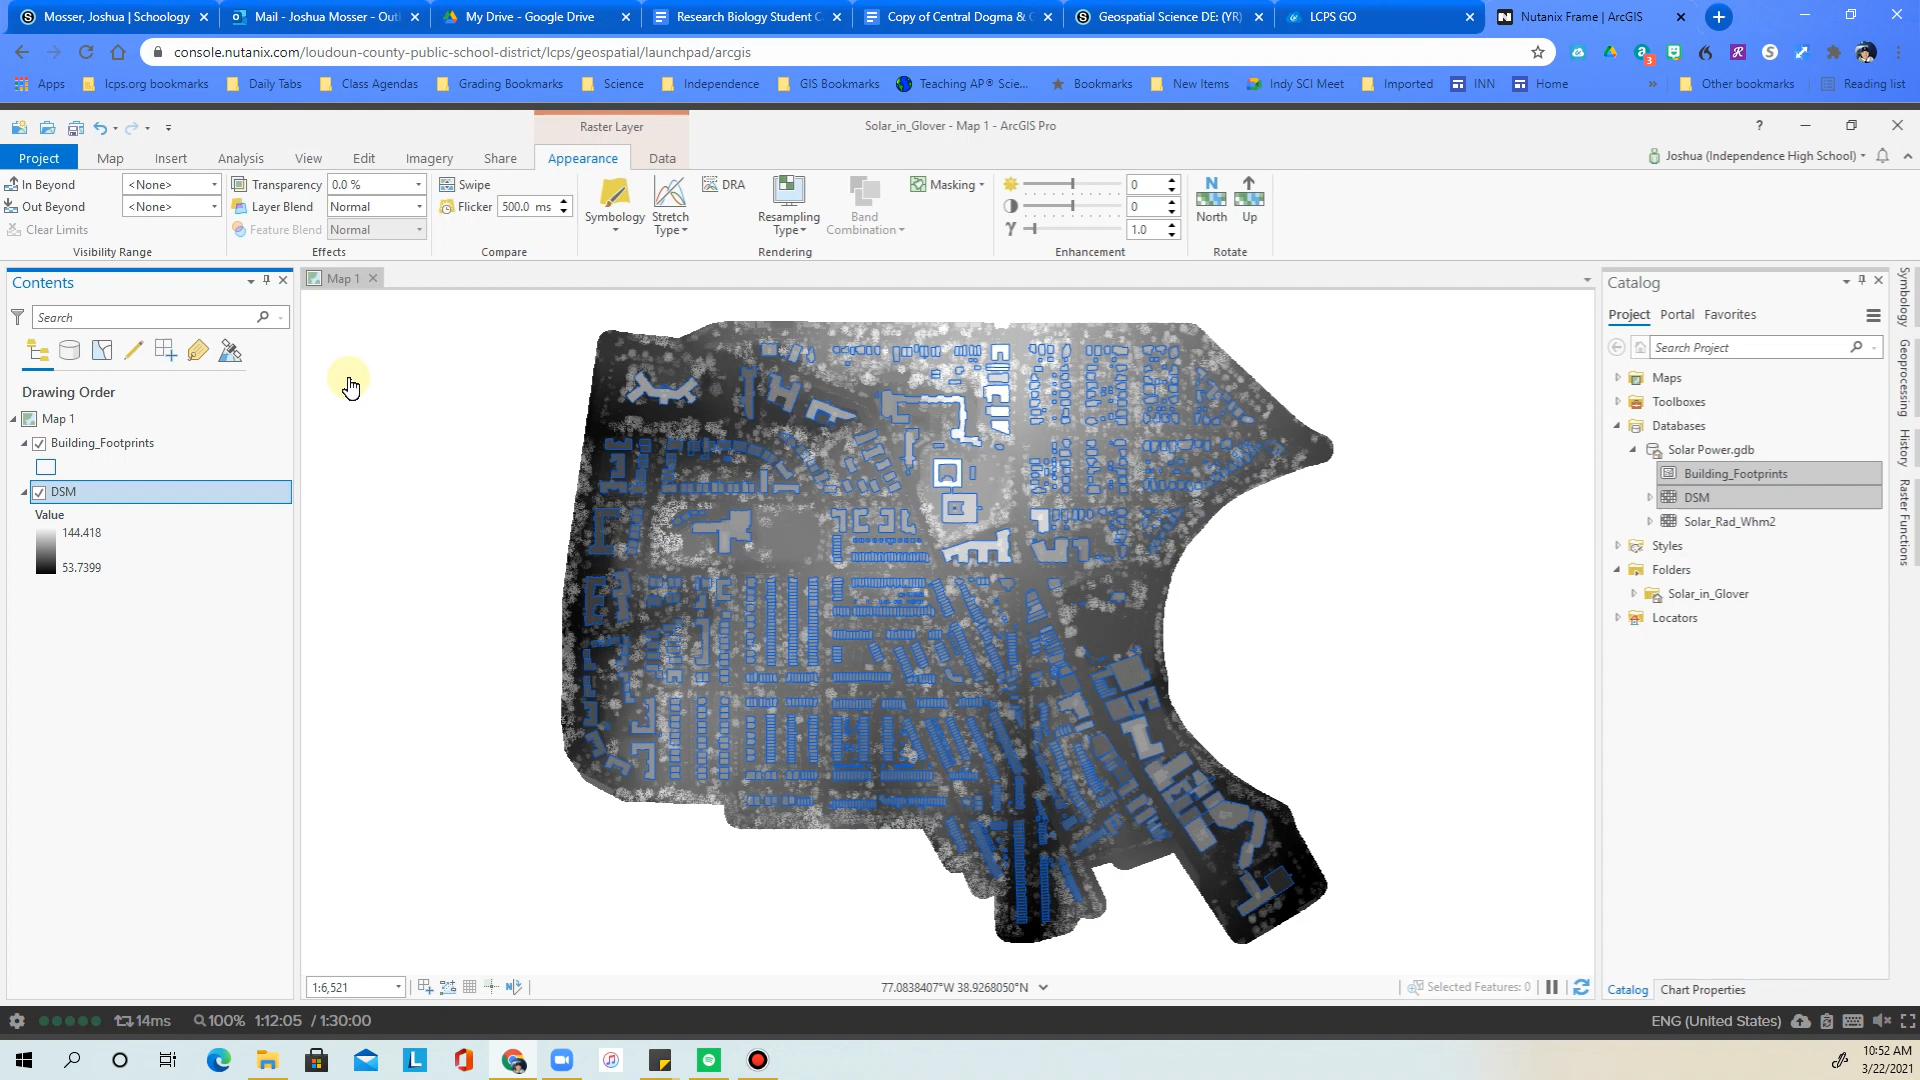 Mosser, Joshua | Schoology
Mail - Joshua Mosser - Outl
My Drive - Google Drive
Research Biology Student C
Copy of Central Dogma & G
Geospatial Science DE: (YR)
LCPS GO
Nutanix Frame | ArcGIS
console.nutanix.com/loudoun-county-public-school-district/lcps/geospatial/launchpad/arcgis
3
Apps
lcps.org bookmarks
Daily Tabs
Class Agendas
Grading Bookmarks
Science
Independence
GIS Bookmarks
Teaching AP® Scie...
Bookmarks
New Items
Indy SCI Meet
Imported
INN
Home
»
Other bookmarks
Reading list
Raster Layer
Solar_in_Glover - Map 1 - ArcGIS Pro
?
Project
Map
Insert
Analysis
View
Edit
Imagery
Share
Appearance
Data
Joshua (Independence High School)
In Beyond
<None>
Out Beyond
<None>
Clear Limits
Visibility Range
Transparency
0.0 %
Layer Blend
Normal
Feature Blend
Normal
Effects
Swipe
Flicker
500.0 ms
Compare
Symbology
Stretch
Type
DRA
Resampling
Type
Band
Combination
Masking
Rendering
0
0
γ
1.0
Enhancement
N
North
Up
Rotate
Contents
Search
Drawing Order
Map 1
Building_Footprints
DSM
Value
144.418
53.7399
Map 1
1:6,521
77.0838407°W 38.9268050°N
Selected Features: 0
Catalog
Project
Portal
Favorites
Search Project
Maps
Toolboxes
Databases
Solar Power.gdb
Building_Footprints
DSM
Solar_Rad_Whm2
Styles
Folders
Solar_in_Glover
Locators
Catalog
Chart Properties
Symbology
Geoprocessing
History
Raster Functions
14ms
100%
1:12:05
/ 1:30:00
ENG (United States)
10:52 AM
3/22/2021